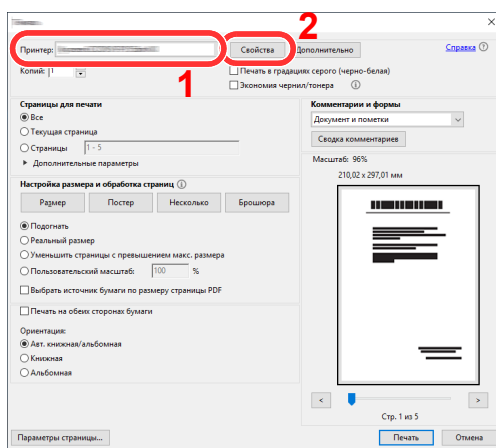 2
Принтер:
Свойства
Дополнительно
Справка
1
Копий: 1
Печать в градациях серого (черно-белая)
Экономия чернил/тонера
Страницы для печати
Все
Текущая страница
Страницы 1 - 5
Дополнительные параметры
Комментарии и формы
Документ и пометки
Сводка комментариев
Масштаб: 96%
210,02 x 297,01 мм
Настройка размера и обработка страниц
Размер Постер Несколько Брошюра
Подогнать
Реальный размер
Уменьшить страницы с превышением макс. размера
Пользовательский масштаб: 100 %
Выбрать источник бумаги по размеру страницы PDF
Печать на обеих сторонах бумаги
Ориентация:
Авт. книжная/альбомная
Книжная
Альбомная
< >
Стр. 1 из 5
Параметры страницы...
Печать Отмена